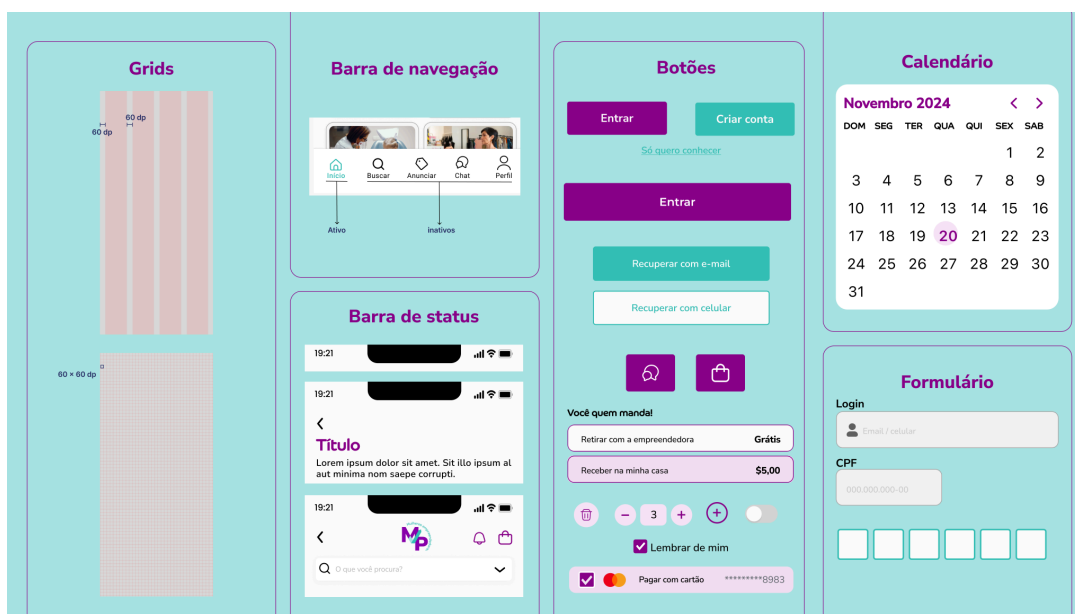 Grids
60 dp
60 dp
60 × 60 dp
Barra de navegação
Início
Buscar
Anunciar
Chat
Perfil
Ativo
inativos
Barra de status
19:21
19:21
Título
Lorem ipsum dolor sit amet. Sit illo ipsum al
aut minima nom saepe corrupti.
19:21
MP
O que você procura?
Botões
Entrar
Criar conta
Só quero conhecer
Entrar
Recuperar com e-mail
Recuperar com celular
Você quem manda!
Retirar com a empreendedora Grátis
Receber na minha casa $5,00
3
Lembrar de mim
Pagar com cartão *********8983
Calendário
Novembro 2024
DOM SEG TER QUA QUI SEX SAB
1 2
3 4 5 6 7 8 9
10 11 12 13 14 15 16
17 18 19 20 21 22 23
24 25 26 27 28 29 30
31
Formulário
Login
Email / celular
CPF
000.000.000-00